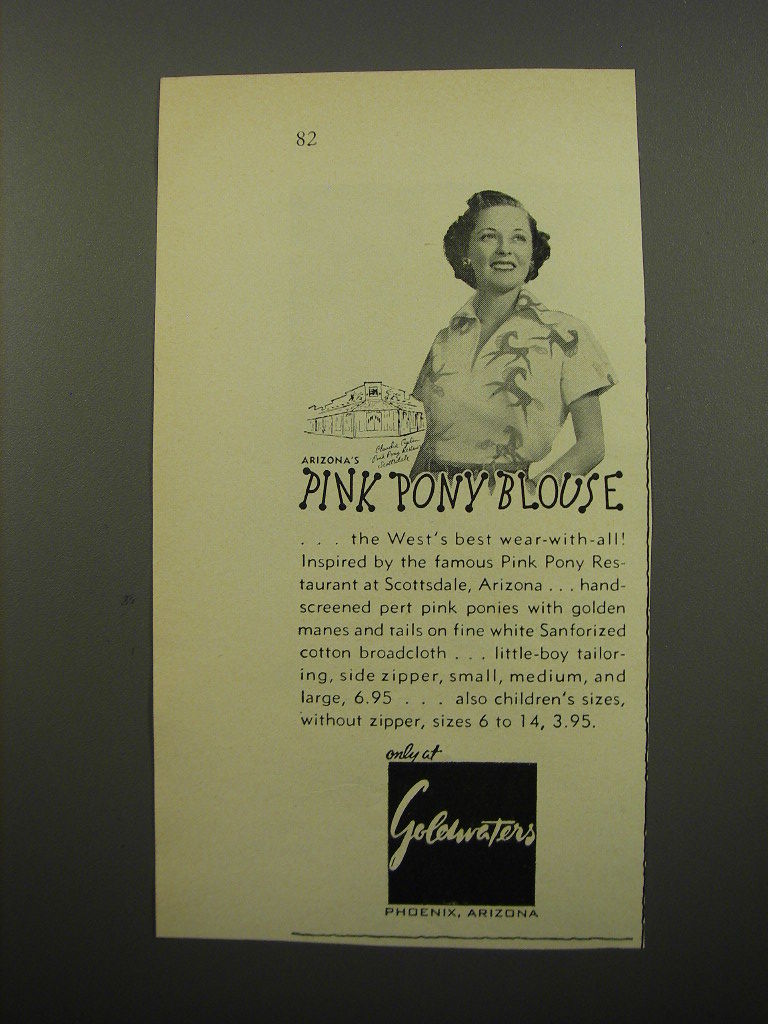 82
ARIZONA'S
Pink Pony
Scottsdale
PINK PONY BLOUSE
. . . the West's best wear-with-all!
Inspired by the famous Pink Pony Res-
taurant at Scottsdale, Arizona . . . hand-
screened pert pink ponies with golden
manes and tails on fine white Sanforized
cotton broadcloth . . . little-boy tailor-
ing, side zipper, small, medium, and
large, 6.95 . . . also children's sizes,
without zipper, sizes 6 to 14, 3.95.
only at
Goldwaters
PHOENIX, ARIZONA